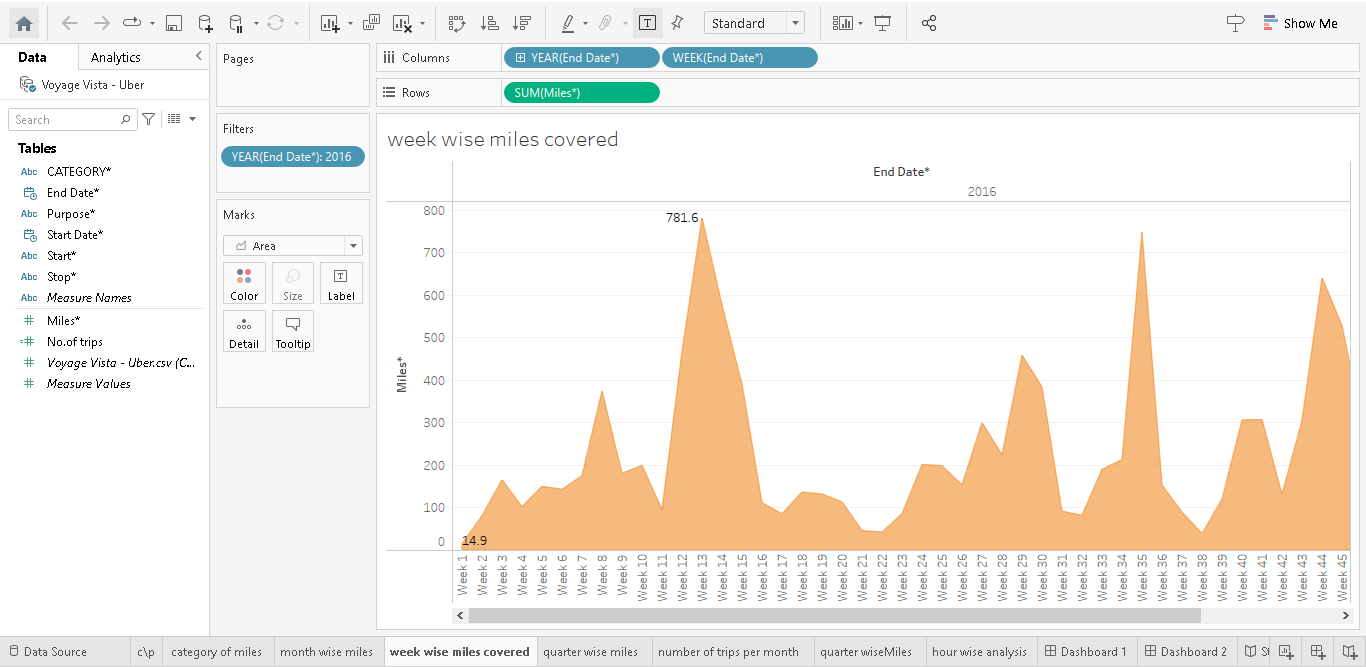 Standard
Show Me
Data
Analytics
Voyage Vista - Uber
Search
Tables
Abc CATEGORY*
End Date*
Abc Purpose*
Start Date*
Abc Start*
Abc Stop*
Abc Measure Names
# Miles*
=# No.of trips
# Voyage Vista - Uber.csv (C...
# Measure Values
Pages
Filters
YEAR(End Date*): 2016
Marks
Area
Color
Size
T Label
Detail
Tooltip
Columns
YEAR(End Date*)
WEEK(End Date*)
Rows
SUM(Miles*)
week wise miles covered
End Date*
2016
Miles*
800
700
600
500
400
300
200
100
0
781.6
14.9
Week 1
Week 2
Week 3
Week 4
Week 5
Week 6
Week 7
Week 8
Week 9
Week 10
Week 11
Week 12
Week 13
Week 14
Week 15
Week 16
Week 17
Week 18
Week 19
Week 20
Week 21
Week 22
Week 23
Week 24
Week 25
Week 26
Week 27
Week 28
Week 29
Week 30
Week 31
Week 32
Week 33
Week 34
Week 35
Week 36
Week 37
Week 38
Week 39
Week 40
Week 41
Week 42
Week 43
Week 44
Week 45
Data Source
c\p
category of miles
month wise miles
week wise miles covered
quarter wise miles
number of trips per month
quarter wiseMiles
hour wise analysis
Dashboard 1
Dashboard 2